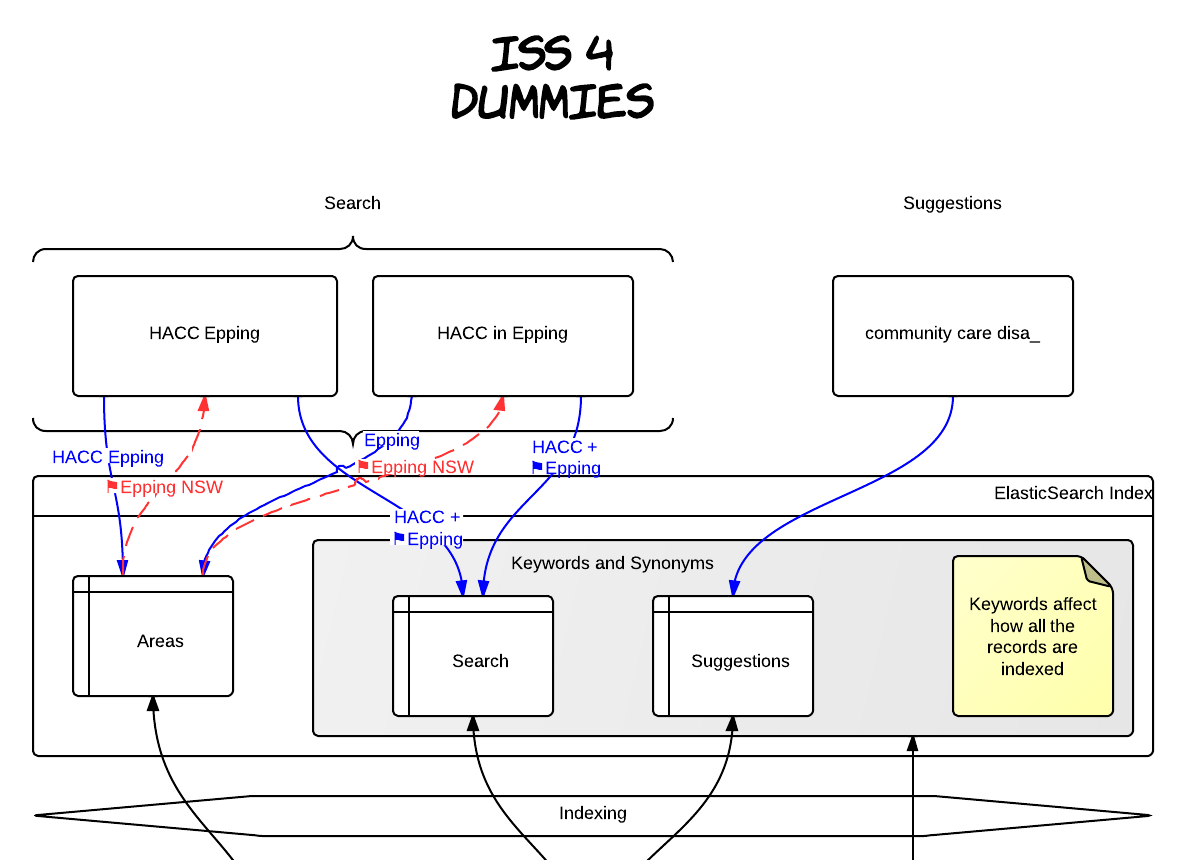 ISS 4
DUMMIES
Search
Suggestions
HACC Epping
HACC in Epping
community care disa_
HACC Epping
⚑Epping NSW
Epping
⚑Epping NSW
HACC +
⚑Epping
HACC +
⚑Epping
ElasticSearch Index
Keywords and Synonyms
Areas
Search
Suggestions
Keywords affect
how all the
records are
indexed
Indexing